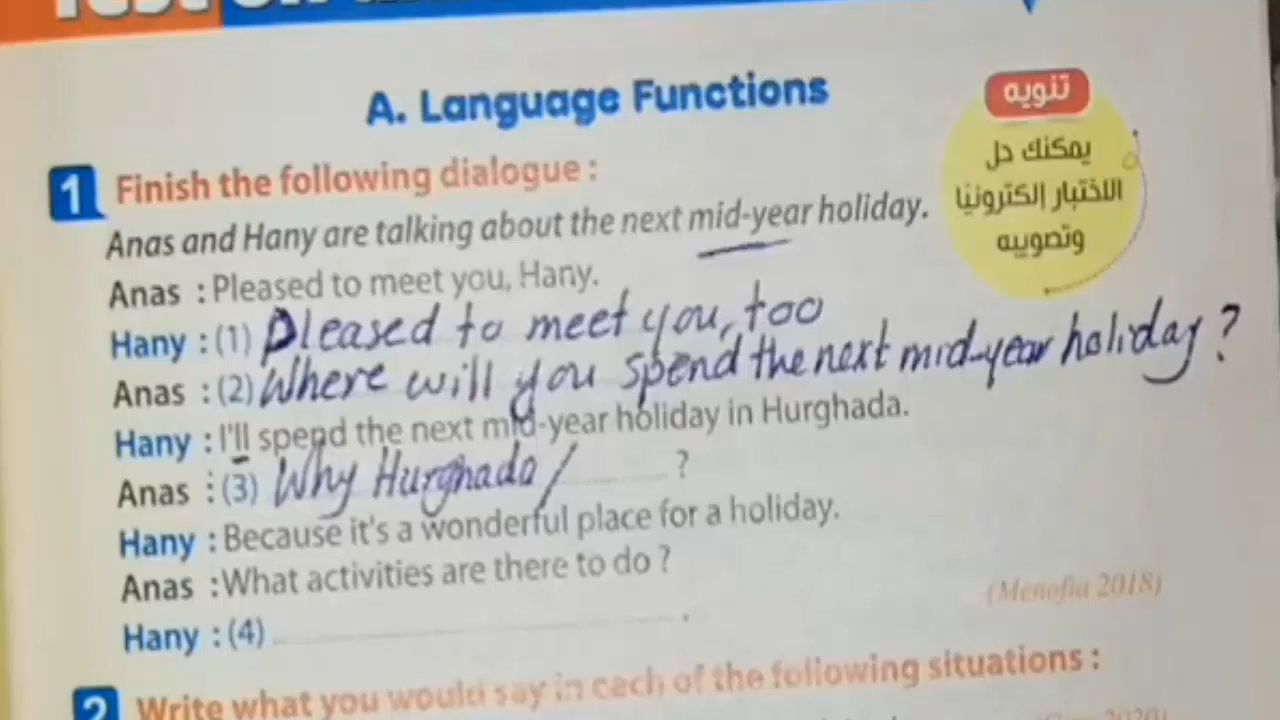 Test on
A. Language Functions
تنويه
يمكنك حل
الاختبار إلكترونيًا
وتصويبه
1 Finish the following dialogue :
Anas and Hany are talking about the next mid-year holiday.
Anas : Pleased to meet you, Hany.
Hany : (1) Pleased to meet you, too
Anas : (2) Where will you spend the next mid-year holiday ?
Hany : I'll spend the next mid-year holiday in Hurghada.
Anas : (3) Why Hurghada / ?
Hany : Because it's a wonderful place for a holiday.
Anas : What activities are there to do ?
Hany : (4) .
(Menofia 2018)
2 Write what you would say in each of the following situations :
2020)